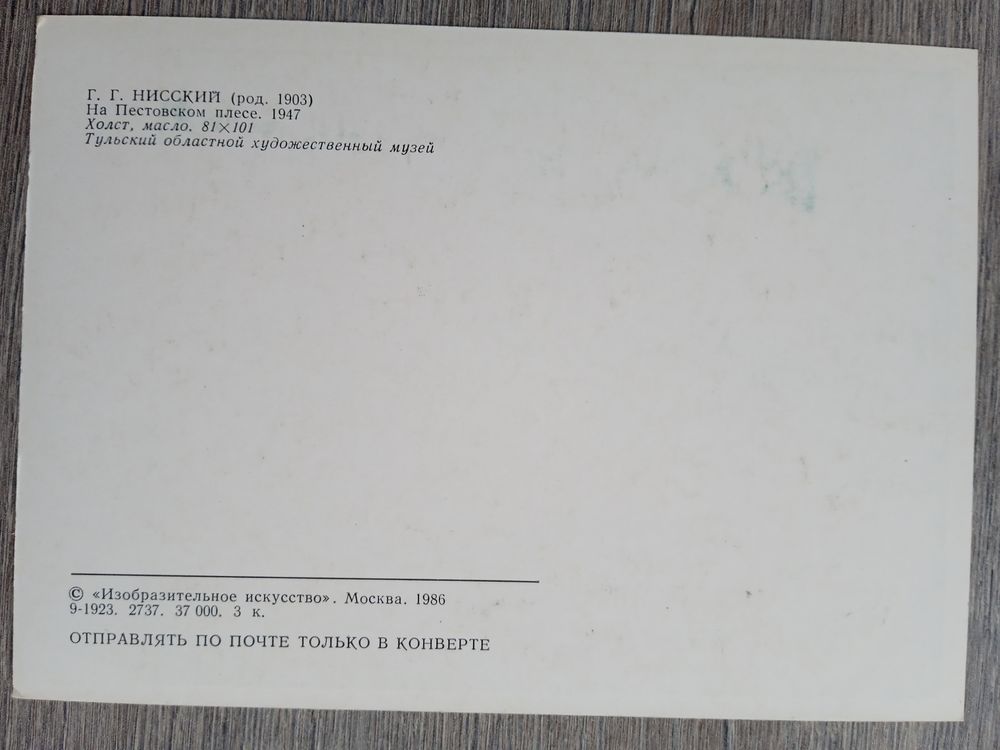 Г. Г. НИССКИЙ (род. 1903)
На Пестовском плесе. 1947
Холст, масло. 81×101
Тульский областной художественный музей
© «Изобразительное искусство». Москва. 1986
9-1923. 2737. 37 000. 3 к.
ОТПРАВЛЯТЬ ПО ПОЧТЕ ТОЛЬКО В КОНВЕРТЕ